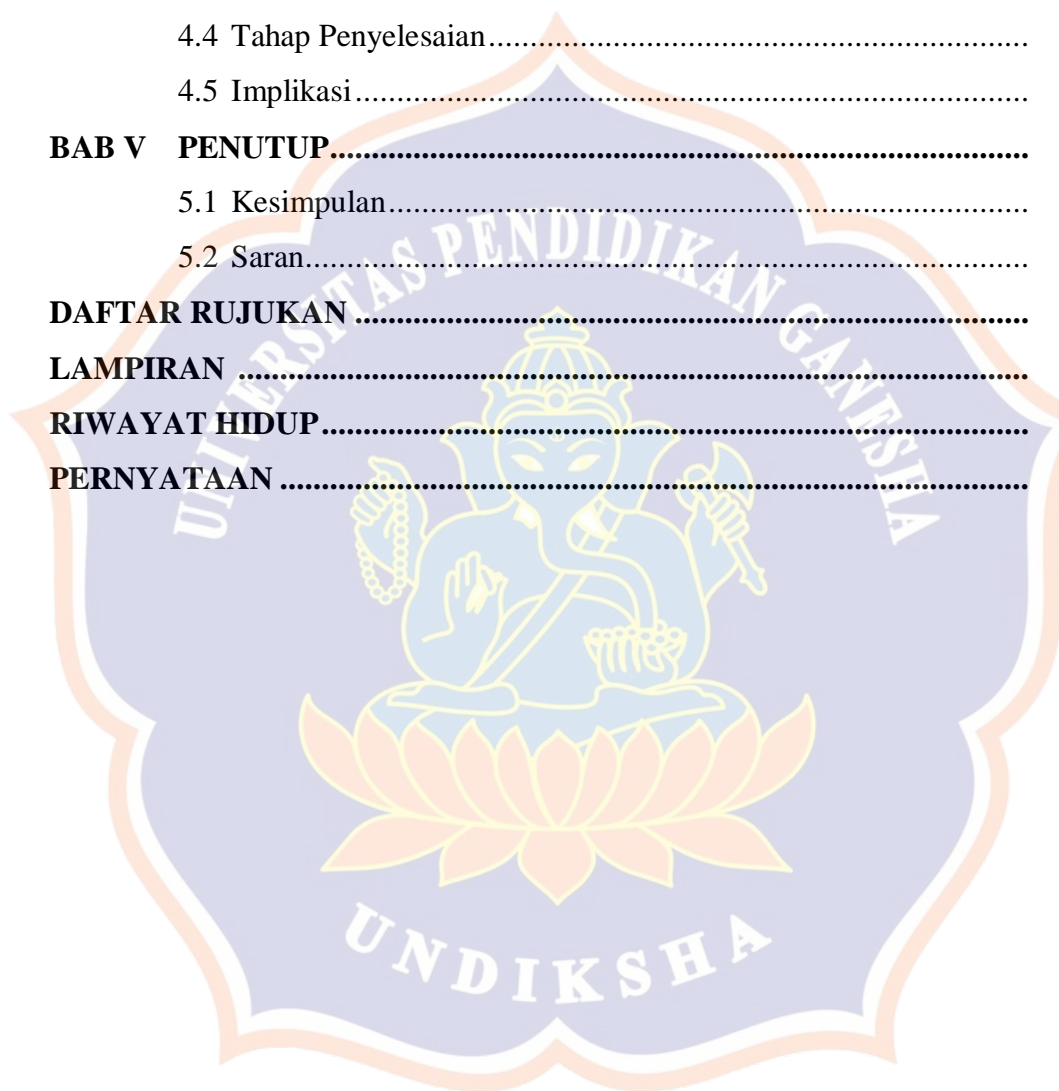 4.4 Tahap Penyelesaian..................................................................
4.5 Implikasi..................................................................................
BAB V PENUTUP.....................................................................................
5.1 Kesimpulan..............................................................................
5.2 Saran........................................................................................
DAFTAR RUJUKAN..................................................................................
LAMPIRAN ................................................................................................
RIWAYAT HIDUP......................................................................................
PERNYATAAN ...........................................................................................
UNIVERSITAS PENDIDIKAN GANESHA
UNDIKSHA